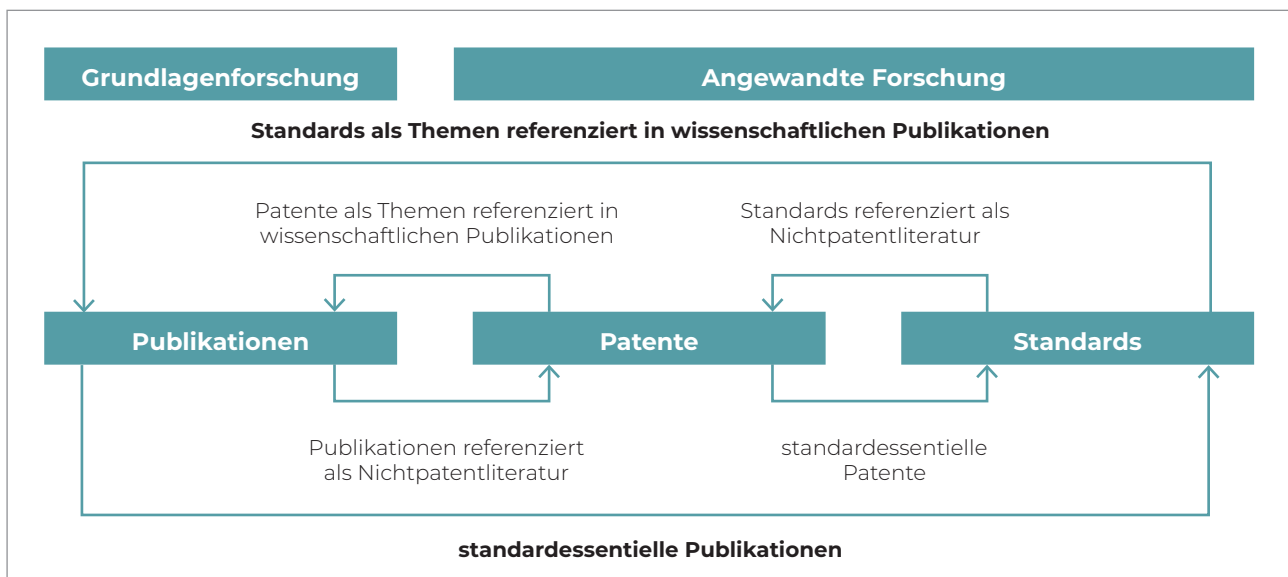 Grundlagenforschung
Angewandte Forschung
Standards als Themen referenziert in wissenschaftlichen Publikationen
Patente als Themen referenziert in
wissenschaftlichen Publikationen
Standards referenziert als
Nichtpatentliteratur
Publikationen
Patente
Standards
Publikationen referenziert
als Nichtpatentliteratur
standardessentielle
Patente
standardessentielle Publikationen